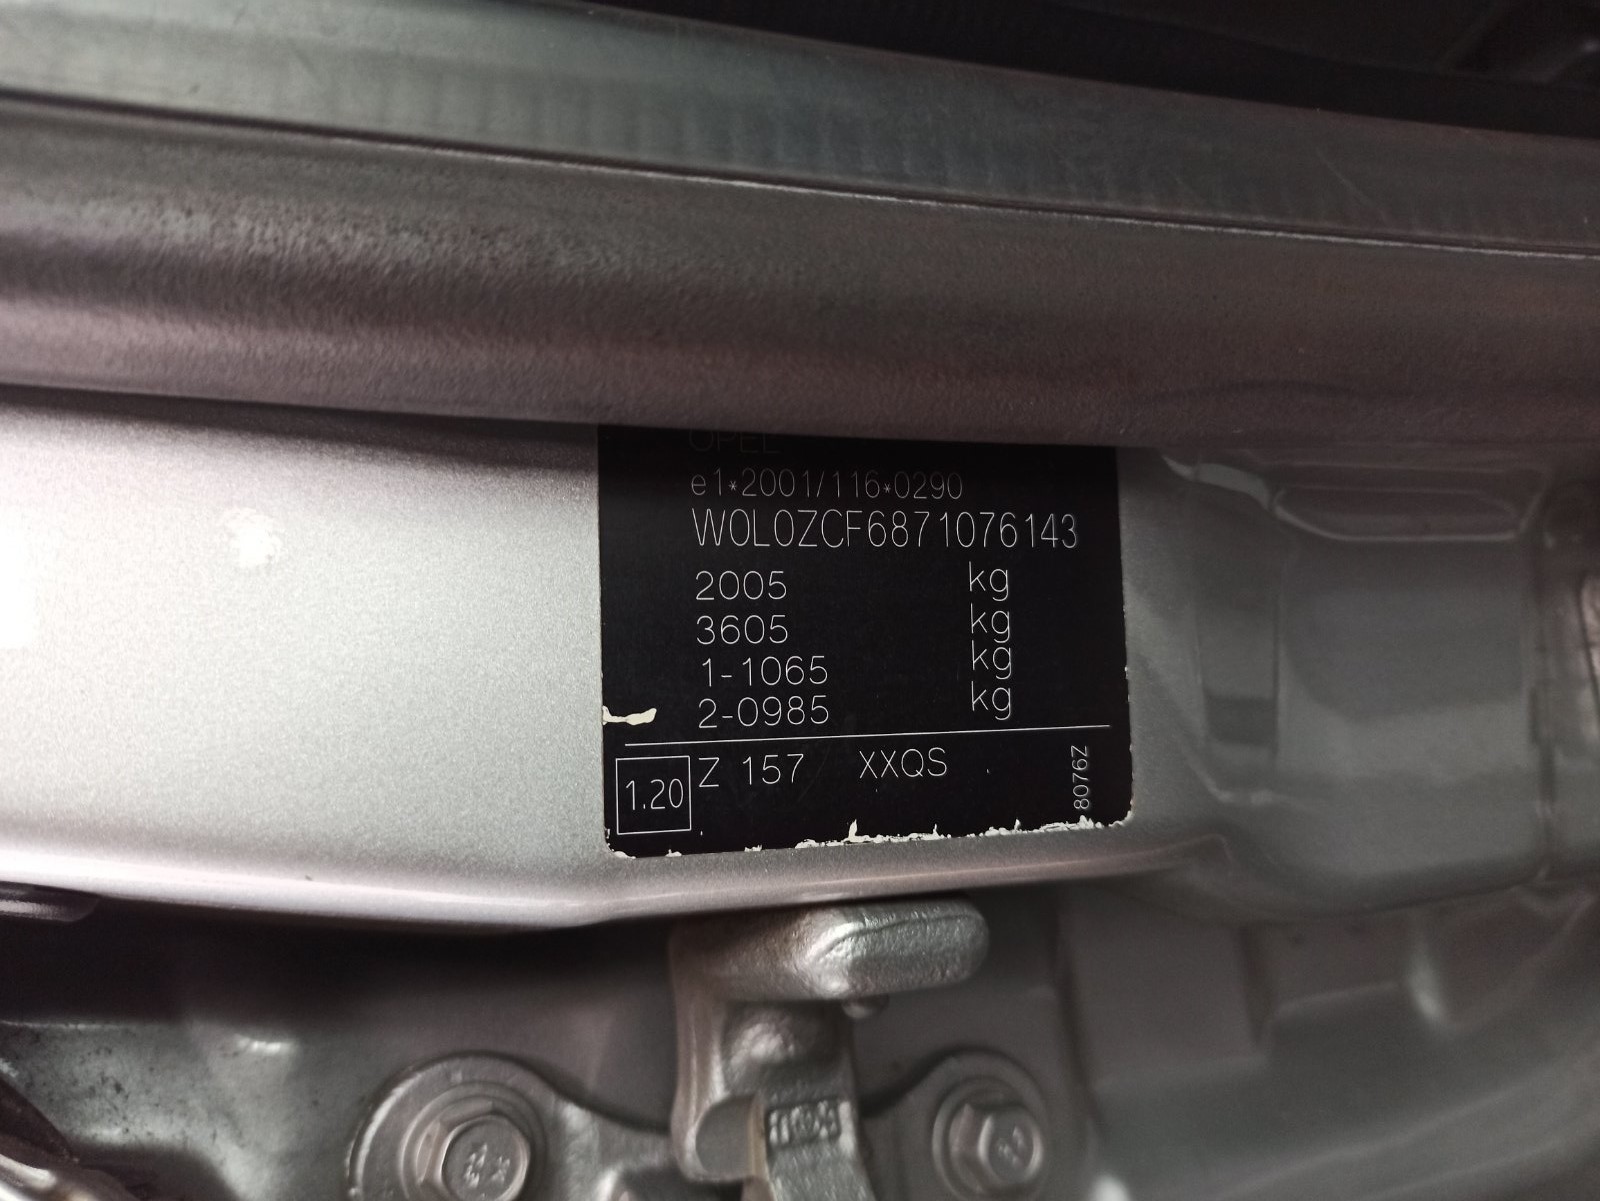 OPEL
e1*2001/116*0290
W0L0ZCF6871076143
2005 kg
3605 kg
1-1065 kg
2-0985 kg
1.20 Z 157 XXQS
8076Z